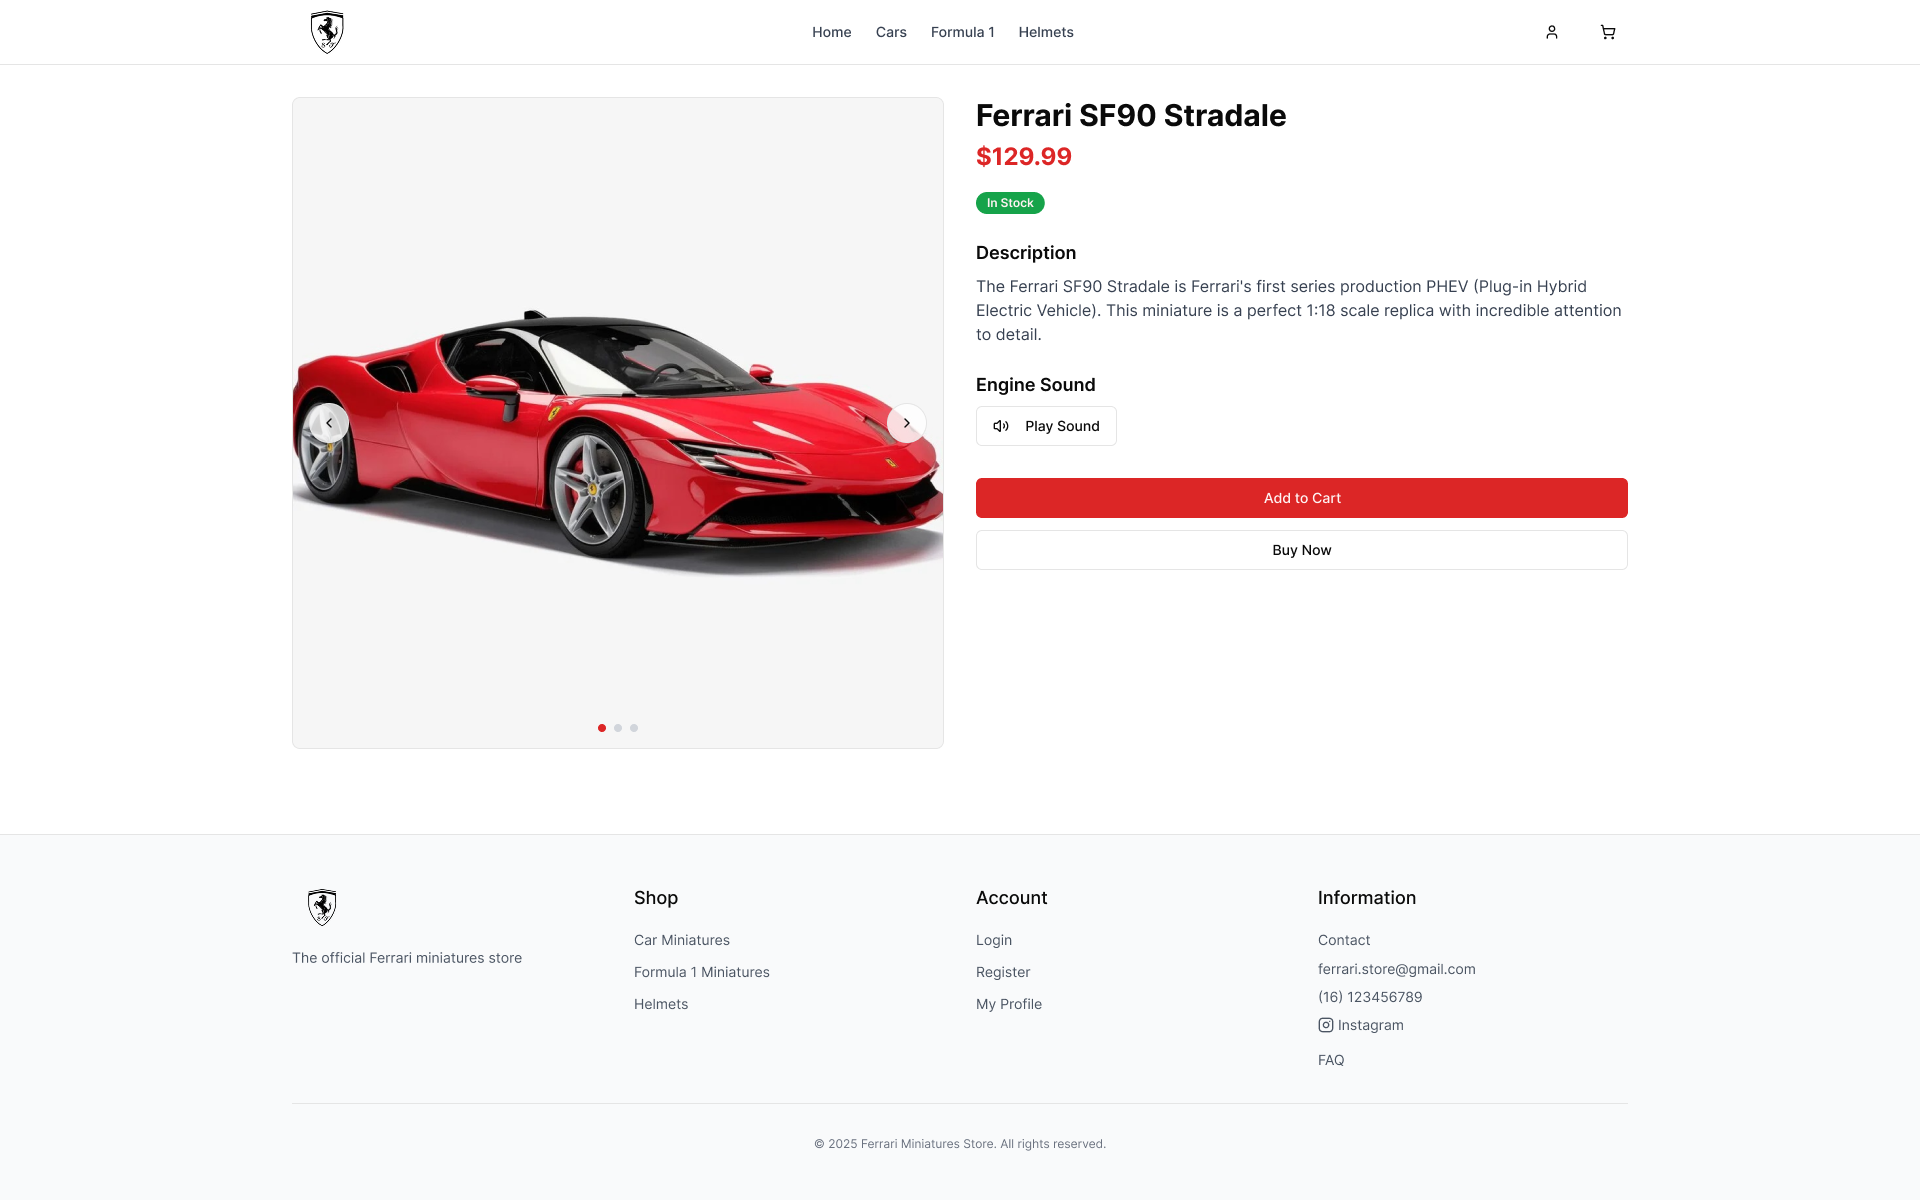 Home
Cars
Formula 1
Helmets
Ferrari SF90 Stradale
$129.99
In Stock
Description
The Ferrari SF90 Stradale is Ferrari's first series production PHEV (Plug-in Hybrid
Electric Vehicle). This miniature is a perfect 1:18 scale replica with incredible attention
to detail.
Engine Sound
Play Sound
Add to Cart
Buy Now
The official Ferrari miniatures store
Shop
Car Miniatures
Formula 1 Miniatures
Helmets
Account
Login
Register
My Profile
Information
Contact
ferrari.store@gmail.com
(16) 123456789
Instagram
FAQ
© 2025 Ferrari Miniatures Store. All rights reserved.